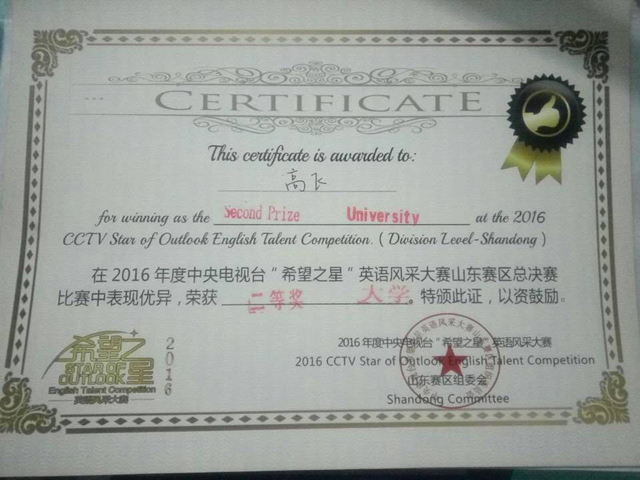 CERTIFICATE
This certificate is awarded to:
高飞
for winning as the Second Prize University at the 2016
CCTV Star of Outlook English Talent Competition. ( Division Level-Shandong )
在 2016 年度中央电视台“希望之星”英语风采大赛山东赛区总决赛
比赛中表现优异，荣获 二等奖 大学。特颁此证，以资鼓励。
希望之星
STAR OF OUTLOOK
English Talent Competition
英语风采大赛
2016
2016 年度中央电视台“希望之星”英语风采大赛
2016 CCTV Star of Outlook English Talent Competition
山东赛区组委会
Shandong Committee